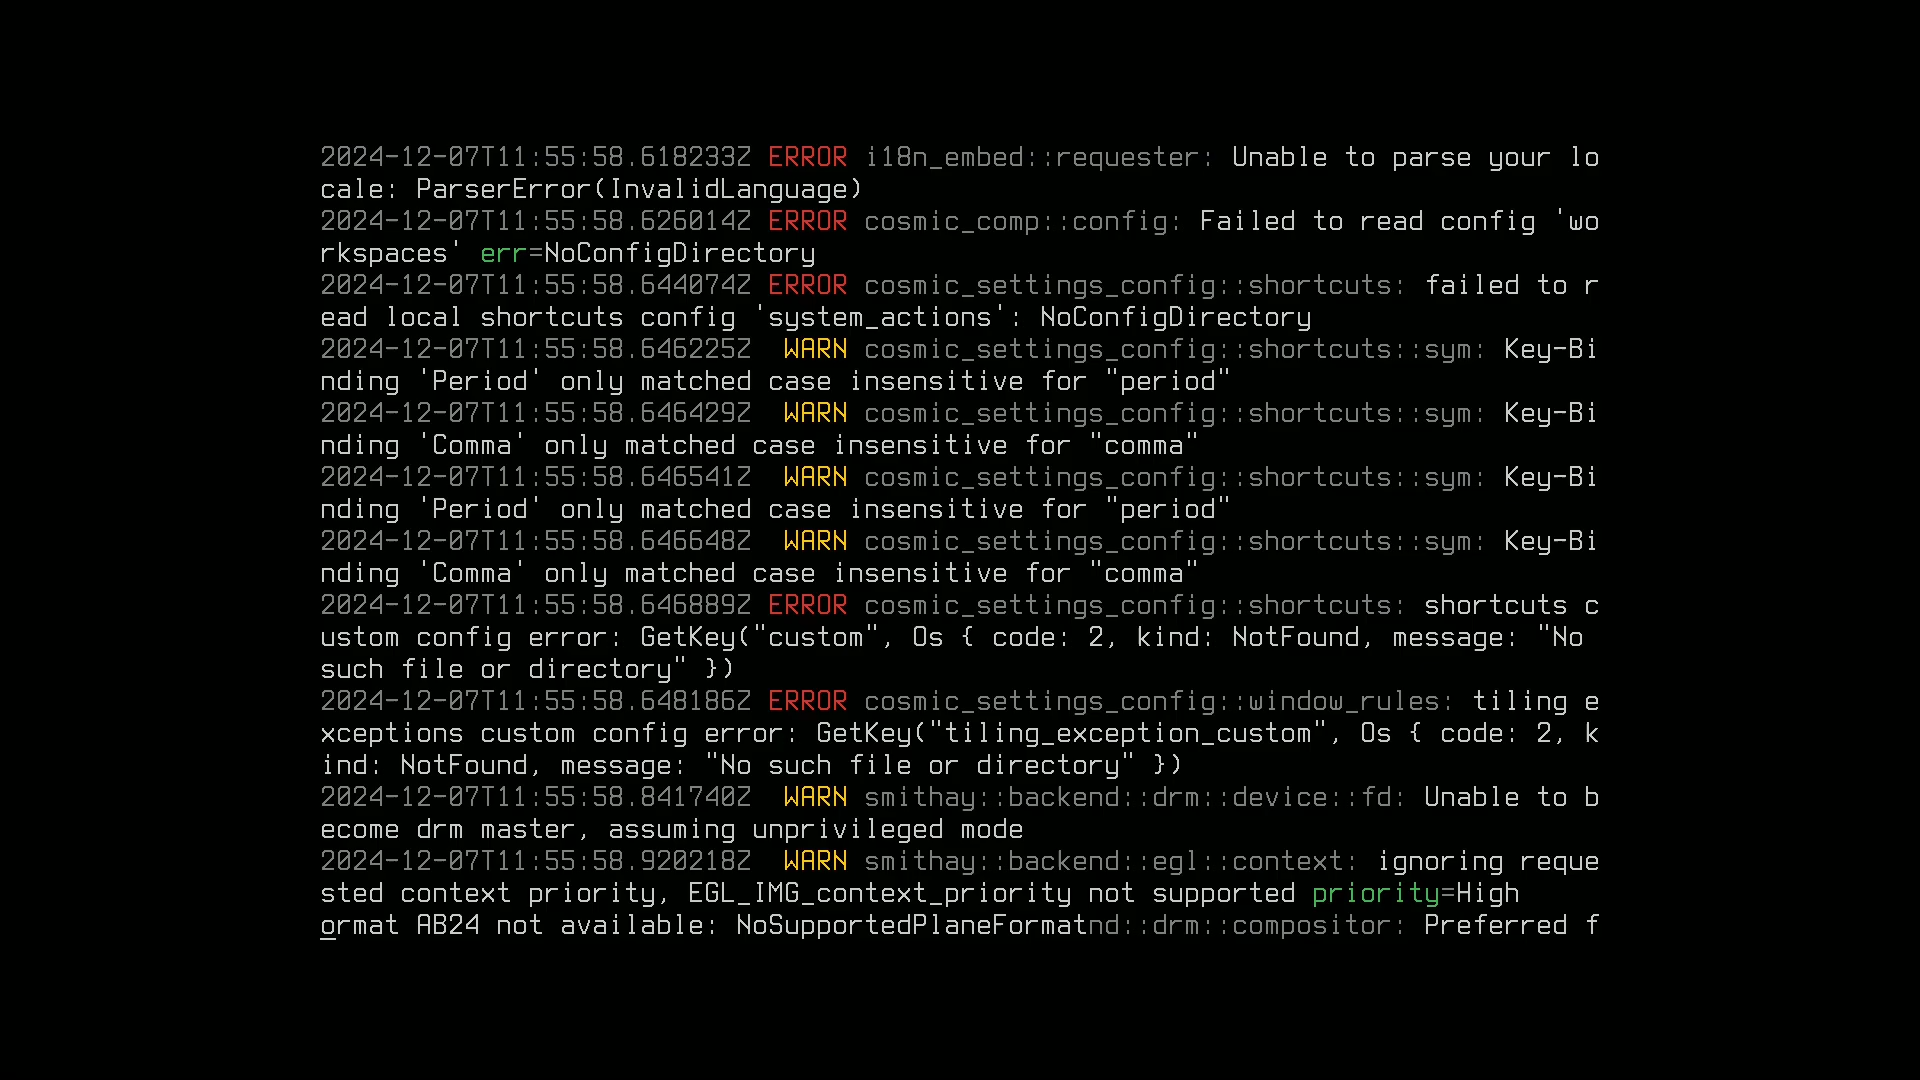 2024-12-07T11:55:58.618233Z ERROR i18n_embed::requester: Unable to parse your lo
cale: ParserError(InvalidLanguage)
2024-12-07T11:55:58.626014Z ERROR cosmic_comp::config: Failed to read config 'wo
rkspaces' err=NoConfigDirectory
2024-12-07T11:55:58.644074Z ERROR cosmic_settings_config::shortcuts: failed to r
ead local shortcuts config 'system_actions': NoConfigDirectory
2024-12-07T11:55:58.646225Z  WARN cosmic_settings_config::shortcuts::sym: Key-Bi
nding 'Period' only matched case insensitive for "period"
2024-12-07T11:55:58.646429Z  WARN cosmic_settings_config::shortcuts::sym: Key-Bi
nding 'Comma' only matched case insensitive for "comma"
2024-12-07T11:55:58.646541Z  WARN cosmic_settings_config::shortcuts::sym: Key-Bi
nding 'Period' only matched case insensitive for "period"
2024-12-07T11:55:58.646648Z  WARN cosmic_settings_config::shortcuts::sym: Key-Bi
nding 'Comma' only matched case insensitive for "comma"
2024-12-07T11:55:58.646889Z ERROR cosmic_settings_config::shortcuts: shortcuts c
ustom config error: GetKey("custom", Os { code: 2, kind: NotFound, message: "No
such file or directory" })
2024-12-07T11:55:58.648186Z ERROR cosmic_settings_config::window_rules: tiling e
xceptions custom config error: GetKey("tiling_exception_custom", Os { code: 2, k
ind: NotFound, message: "No such file or directory" })
2024-12-07T11:55:58.841740Z  WARN smithay::backend::drm::device::fd: Unable to b
ecome drm master, assuming unprivileged mode
2024-12-07T11:55:58.920218Z  WARN smithay::backend::egl::context: ignoring reque
sted context priority, EGL_IMG_context_priority not supported priority=High
ormat AB24 not available: NoSupportedPlaneFormatnd::drm::compositor: Preferred f